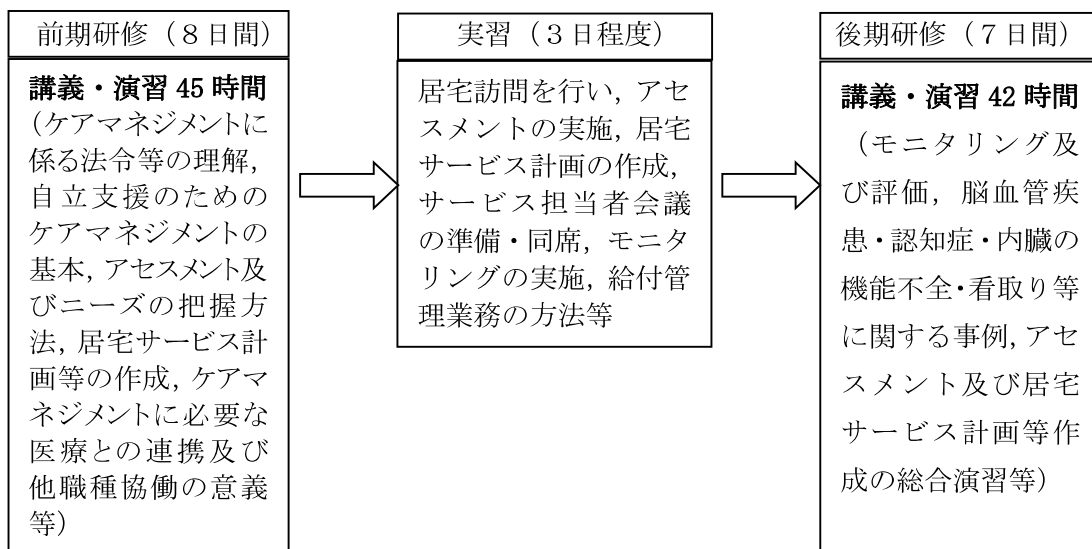 前期研修（８日間）
講義・演習 45 時間
（ケアマネジメントに
係る法令等の理解，
自立支援のための
ケアマネジメントの
基本，アセスメント及
びニーズの把握方
法，居宅サービス計
画等の作成，ケアマ
ネジメントに必要な
医療との連携及び
他職種協働の意義
等）
実習（３日程度）
居宅訪問を行い，アセ
スメントの実施，居宅
サービス計画の作成，
サービス担当者会議
の準備・同席，モニタ
リングの実施，給付管
理業務の方法等
後期研修（７日間）
講義・演習 42 時間
（モニタリング及
び評価，脳血管疾
患・認知症・内臓の
機能不全・看取り等
に関する事例，アセ
スメント及び居宅
サービス計画等作
成の総合演習等）